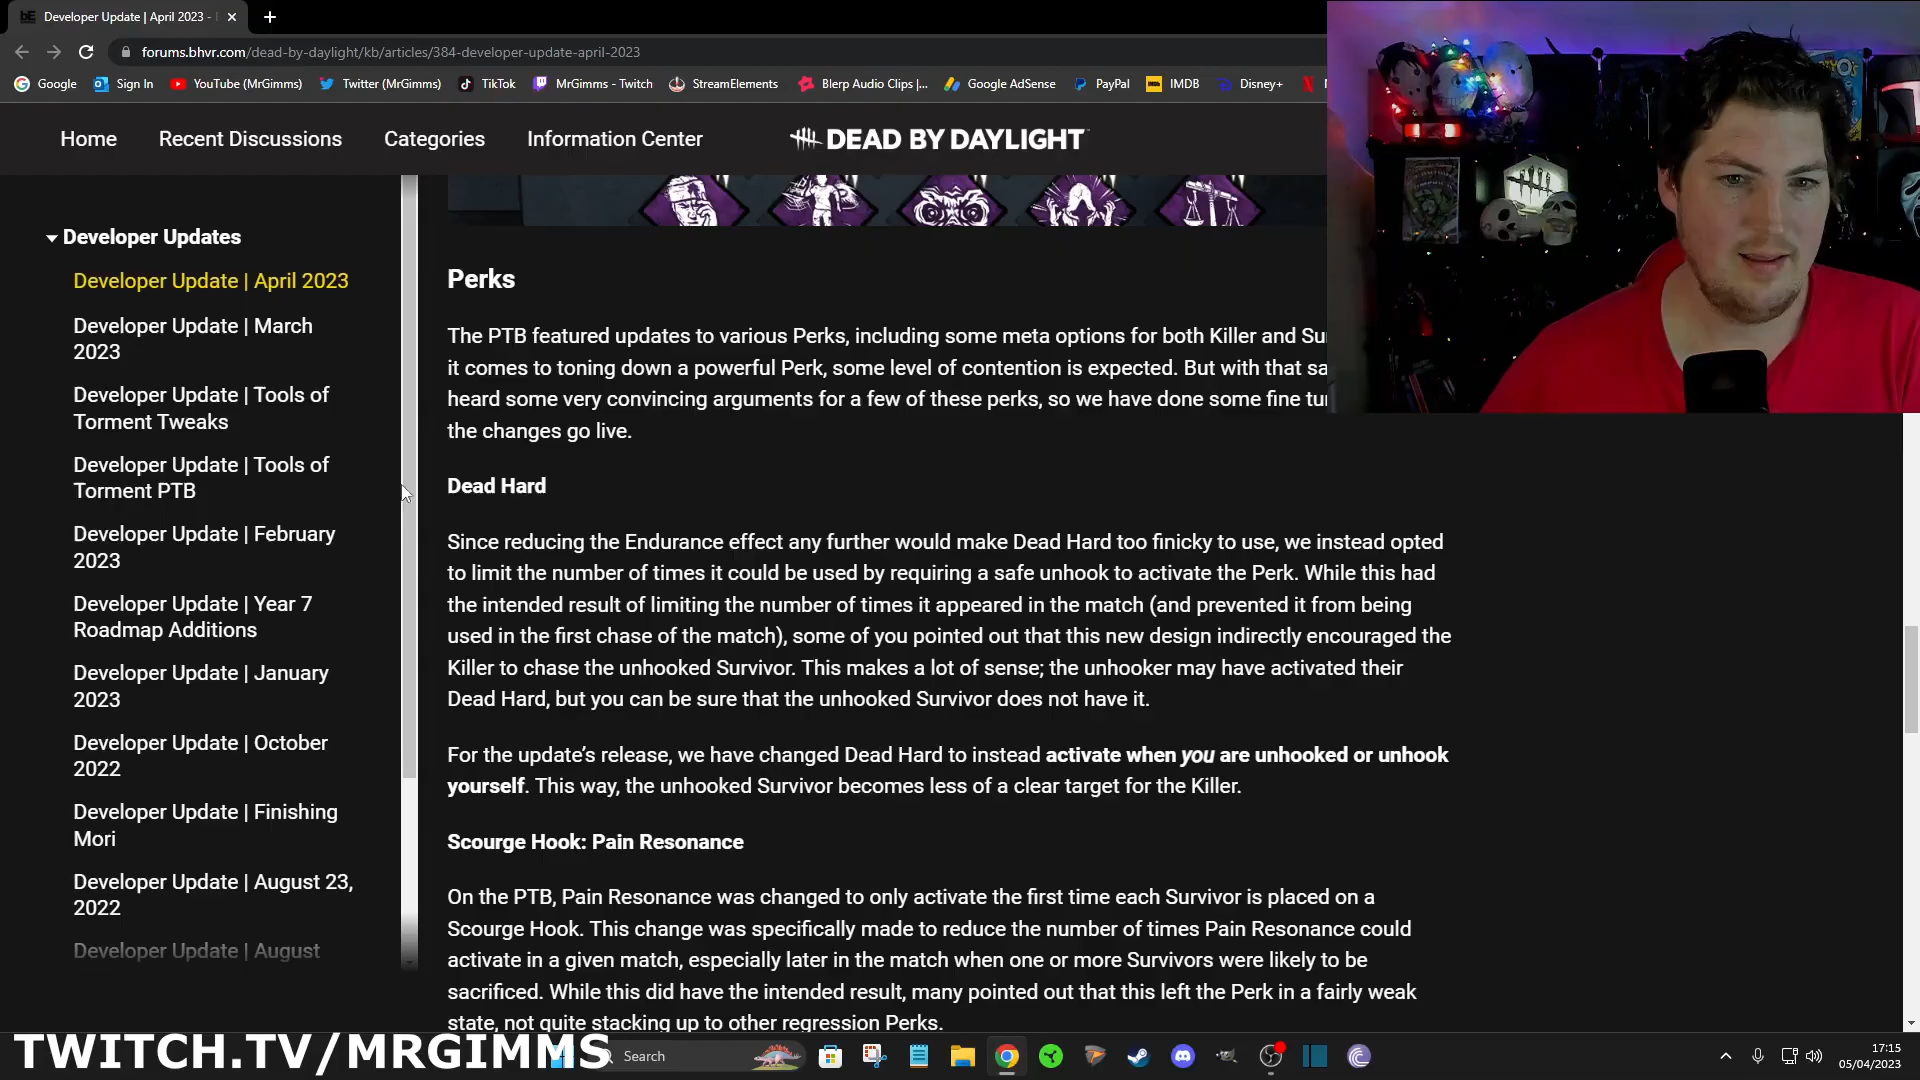 Developer Update | April 2023 -
forums.bhvr.com/dead-by-daylight/kb/articles/384-developer-update-april-2023
Google Sign In YouTube (MrGimms) Twitter (MrGimms) TikTok MrGimms - Twitch StreamElements Blerp Audio Clips |... Google AdSense PayPal IMDB Disney+
Home Recent Discussions Categories Information Center DEAD BY DAYLIGHT
Developer Updates
Developer Update | April 2023
Developer Update | March
2023
Developer Update | Tools of
Torment Tweaks
Developer Update | Tools of
Torment PTB
Developer Update | February
2023
Developer Update | Year 7
Roadmap Additions
Developer Update | January
2023
Developer Update | October
2022
Developer Update | Finishing
Mori
Developer Update | August 23,
2022
Developer Update | August
Perks
The PTB featured updates to various Perks, including some meta options for both Killer and Su
it comes to toning down a powerful Perk, some level of contention is expected. But with that sa
heard some very convincing arguments for a few of these perks, so we have done some fine tu
the changes go live.
Dead Hard
Since reducing the Endurance effect any further would make Dead Hard too finicky to use, we instead opted
to limit the number of times it could be used by requiring a safe unhook to activate the Perk. While this had
the intended result of limiting the number of times it appeared in the match (and prevented it from being
used in the first chase of the match), some of you pointed out that this new design indirectly encouraged the
Killer to chase the unhooked Survivor. This makes a lot of sense; the unhooker may have activated their
Dead Hard, but you can be sure that the unhooked Survivor does not have it.
For the update's release, we have changed Dead Hard to instead activate when you are unhooked or unhook
yourself. This way, the unhooked Survivor becomes less of a clear target for the Killer.
Scourge Hook: Pain Resonance
On the PTB, Pain Resonance was changed to only activate the first time each Survivor is placed on a
Scourge Hook. This change was specifically made to reduce the number of times Pain Resonance could
activate in a given match, especially later in the match when one or more Survivors were likely to be
sacrificed. While this did have the intended result, many pointed out that this left the Perk in a fairly weak
state, not quite stacking up to other regression Perks.
TWITCH.TV/MRGIMMS
Search
17:15
05/04/2023